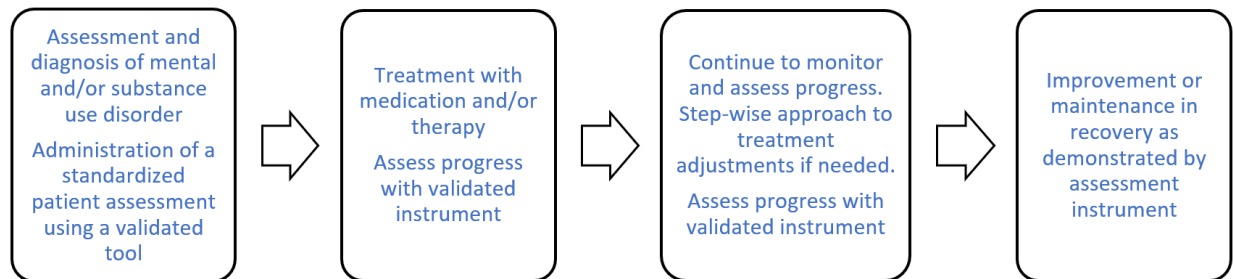 Assessment and
diagnosis of mental
and/or substance
use disorder
Administration of a
standardized
patient assessment
using a validated
tool
Treatment with
medication and/or
therapy
Assess progress
with validated
instrument
Continue to monitor
and assess progress.
Step-wise approach to
treatment
adjustments if needed.
Assess progress with
validated instrument
Improvement or
maintenance in
recovery as
demonstrated by
assessment
instrument